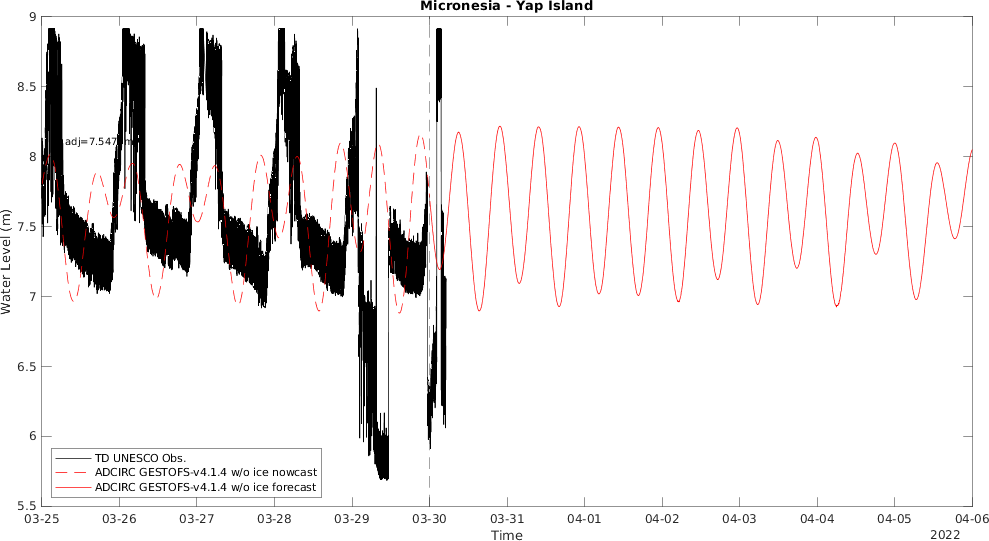 Micronesia - Yap Island
9
8.5
8
7.5
7
6.5
6
5.5
Water Level (m)
adj=7.547
TD UNESCO Obs.
ADCIRC GESTOFS-v4.1.4 w/o ice nowcast
ADCIRC GESTOFS-v4.1.4 w/o ice forecast
03-25 03-26 03-27 03-28 03-29 03-30 03-31 04-01 04-02 04-03 04-04 04-05 04-06
Time
2022